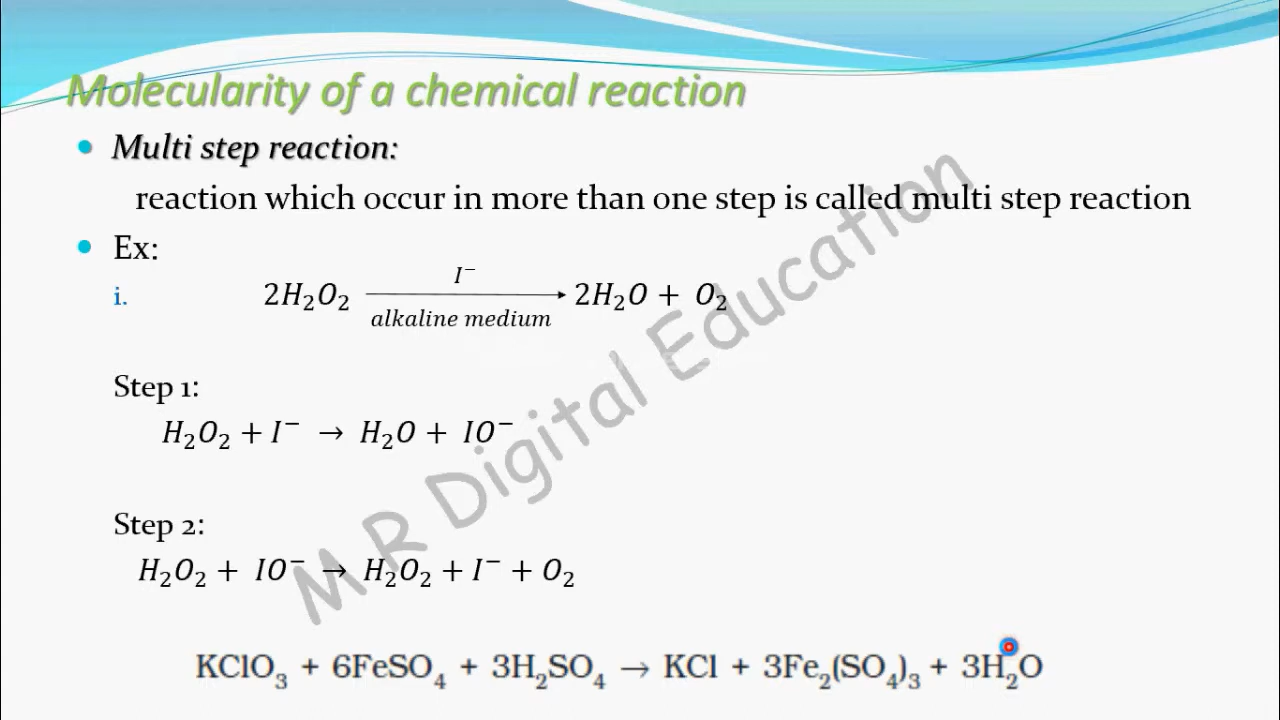 Molecularity of a chemical reaction
• Multi step reaction:
reaction which occur in more than one step is called multi step reaction
• Ex:
I⁻
i. 2H₂O₂ → 2H₂O + O₂
alkaline medium
Step 1:
H₂O₂ + I⁻ → H₂O + IO⁻
Step 2:
H₂O₂ + IO⁻ → H₂O₂ + I⁻ + O₂
KClO₃ + 6FeSO₄ + 3H₂SO₄ → KCl + 3Fe₂(SO₄)₃ + 3H₂O
M R Digital Education